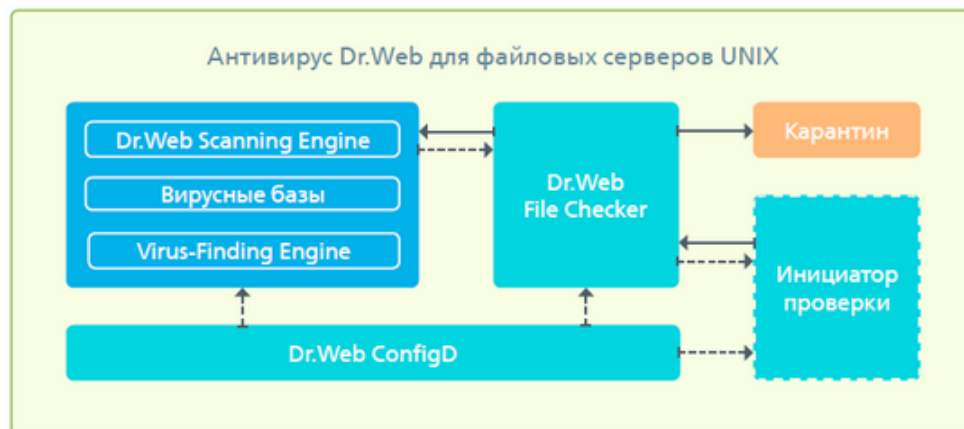 Антивирус Dr.Web для файловых серверов UNIX
Dr.Web Scanning Engine
Вирусные базы
Virus-Finding Engine
Dr.Web
File Checker
Карантин
Инициатор
проверки
Dr.Web ConfigD